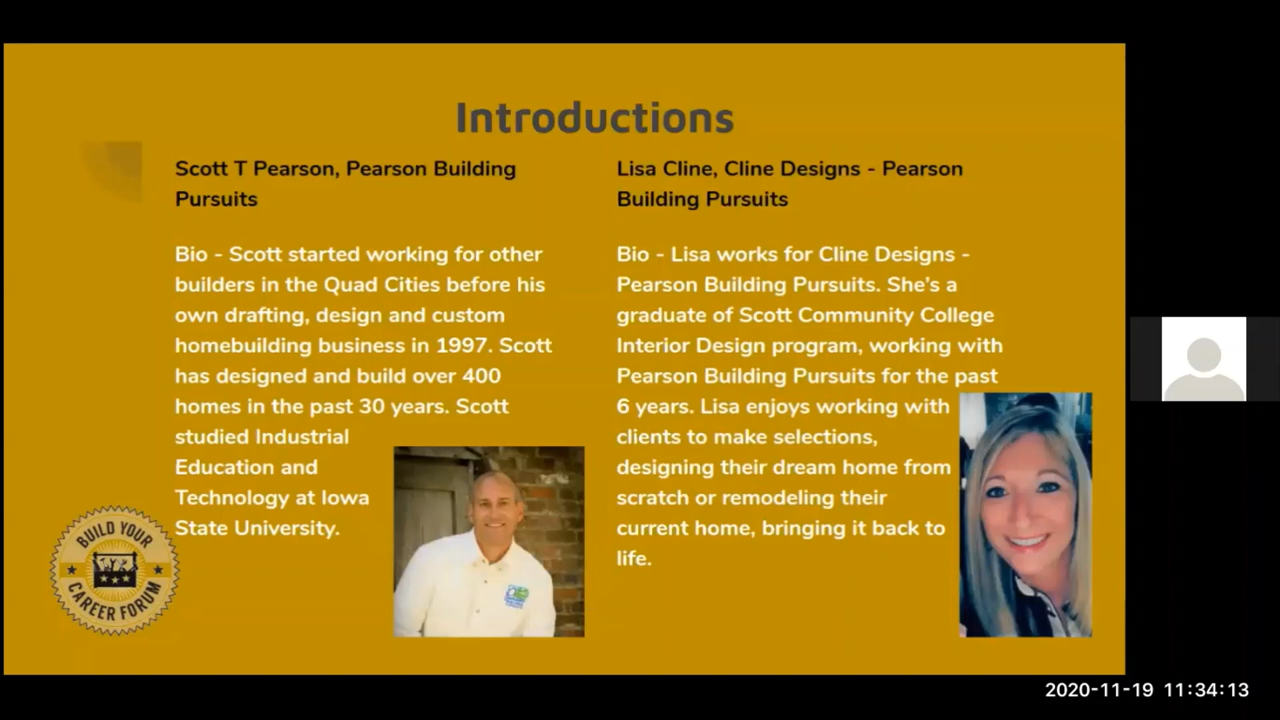 Introductions
Scott T Pearson, Pearson Building
Pursuits
Bio - Scott started working for other
builders in the Quad Cities before his
own drafting, design and custom
homebuilding business in 1997. Scott
has designed and build over 400
homes in the past 30 years. Scott
studied Industrial
Education and
Technology at Iowa
State University.
Lisa Cline, Cline Designs - Pearson
Building Pursuits
Bio - Lisa works for Cline Designs -
Pearson Building Pursuits. She's a
graduate of Scott Community College
Interior Design program, working with
Pearson Building Pursuits for the past
6 years. Lisa enjoys working with
clients to make selections,
designing their dream home from
scratch or remodeling their
current home, bringing it back to
life.
BUILD YOUR
CAREER FORUM
2020-11-19 11:34:13